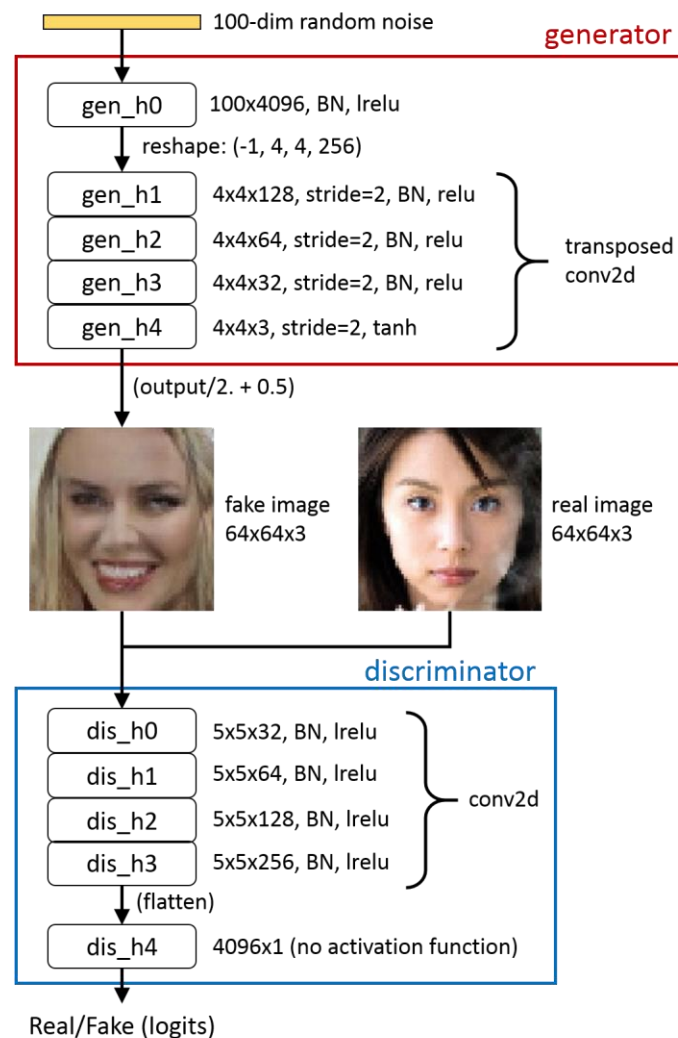 100-dim random noise
generator
gen_h0
100x4096, BN, lrelu
reshape: (-1, 4, 4, 256)
gen_h1
4x4x128, stride=2, BN, relu
gen_h2
4x4x64, stride=2, BN, relu
gen_h3
4x4x32, stride=2, BN, relu
gen_h4
4x4x3, stride=2, tanh
transposed
conv2d
(output/2. + 0.5)
fake image
64x64x3
real image
64x64x3
discriminator
dis_h0
5x5x32, BN, lrelu
dis_h1
5x5x64, BN, lrelu
dis_h2
5x5x128, BN, lrelu
dis_h3
5x5x256, BN, lrelu
conv2d
(flatten)
dis_h4
4096x1 (no activation function)
Real/Fake (logits)